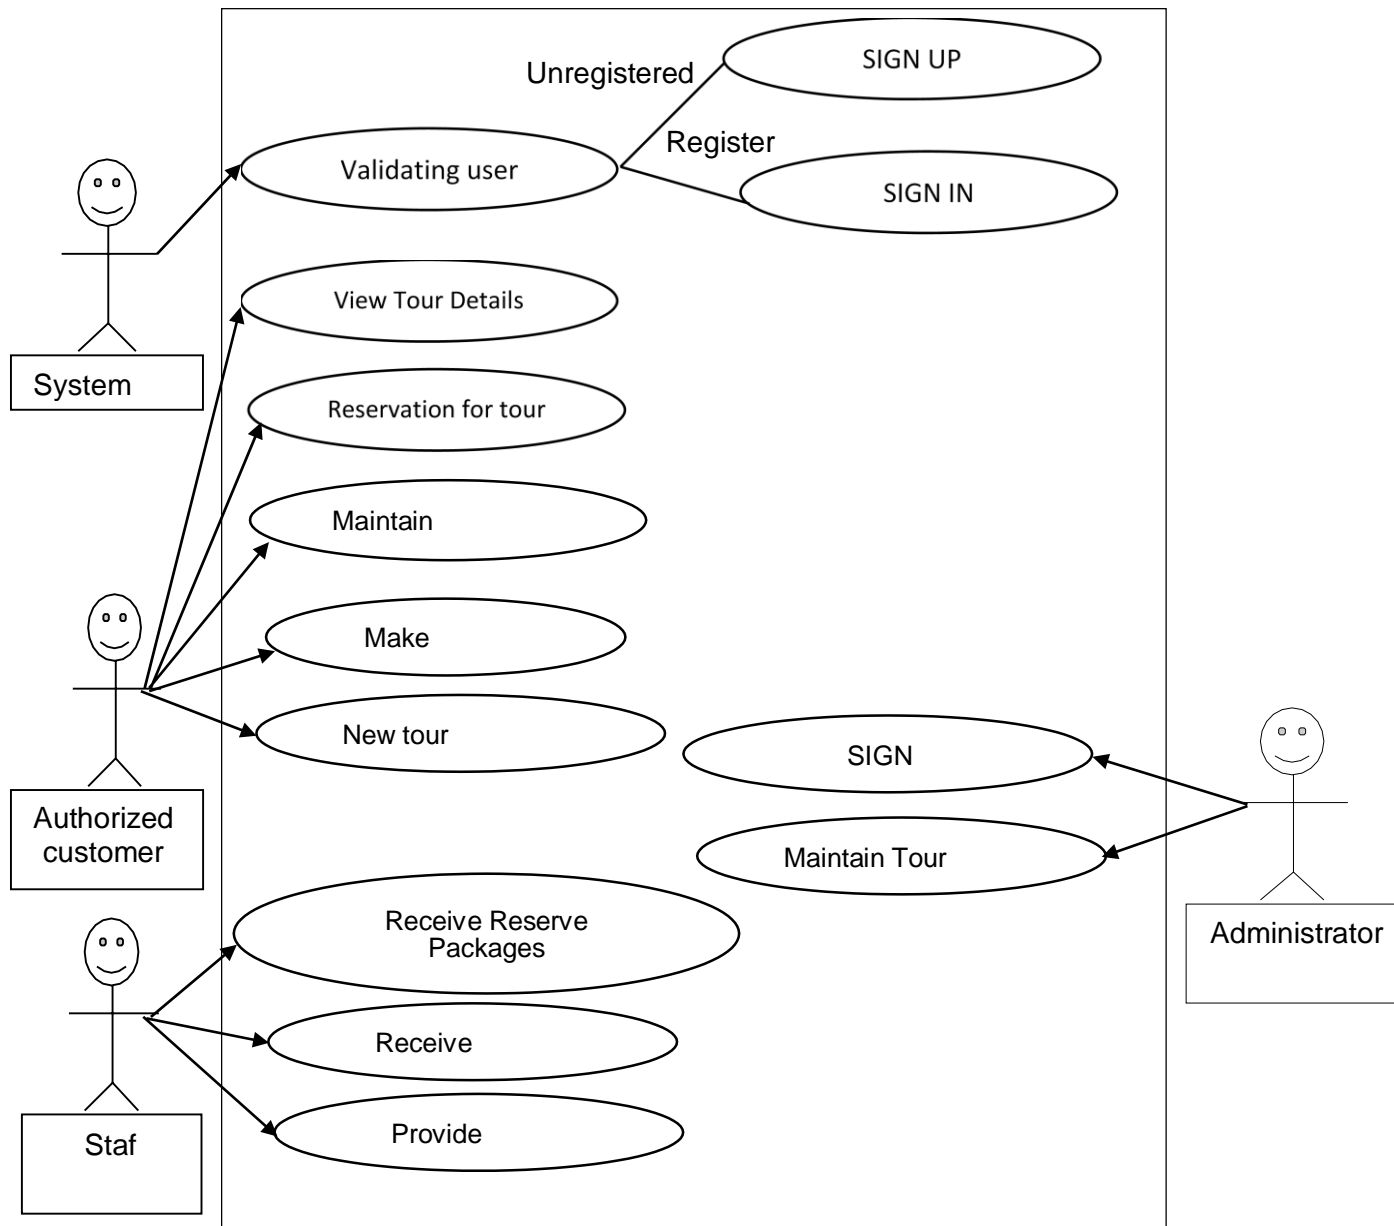 SIGN UP
Unregistered
Register
Validating user
SIGN IN
View Tour Details
System
Reservation for tour
Maintain
Make
New tour
SIGN
Authorized
customer
Maintain Tour
Receive Reserve
Packages
Administrator
Receive
Provide
Staf